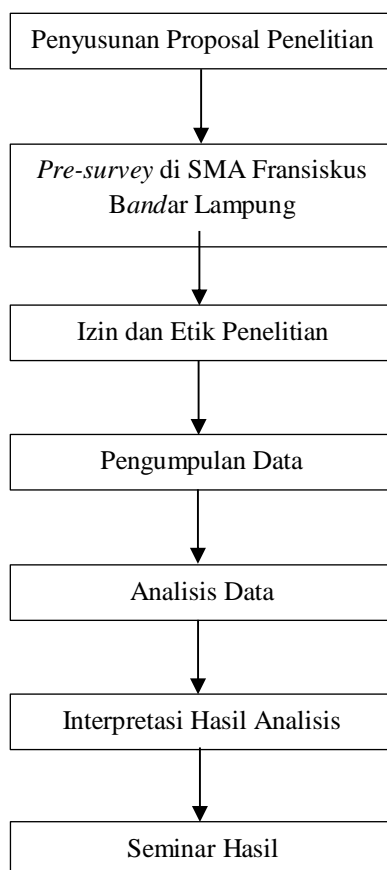 Penyusunan Proposal Penelitian
Pre-survey di SMA Fransiskus
Bandar Lampung
Izin dan Etik Penelitian
Pengumpulan Data
Analisis Data
Interpretasi Hasil Analisis
Seminar Hasil